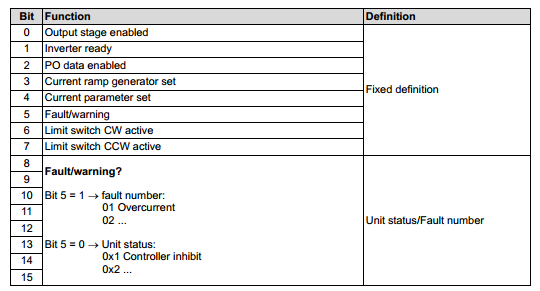 Bit Function Definition
0 Output stage enabled
1 Inverter ready
2 PO data enabled
3 Current ramp generator set
4 Current parameter set
5 Fault/warning
6 Limit switch CW active
7 Limit switch CCW active
Fixed definition
8
9
10
11
12
13
14
15
Fault/warning?
Bit 5 = 1 → fault number:
01 Overcurrent
02 ...
Bit 5 = 0 → Unit status:
0x1 Controller inhibit
0x2 ...
Unit status/Fault number